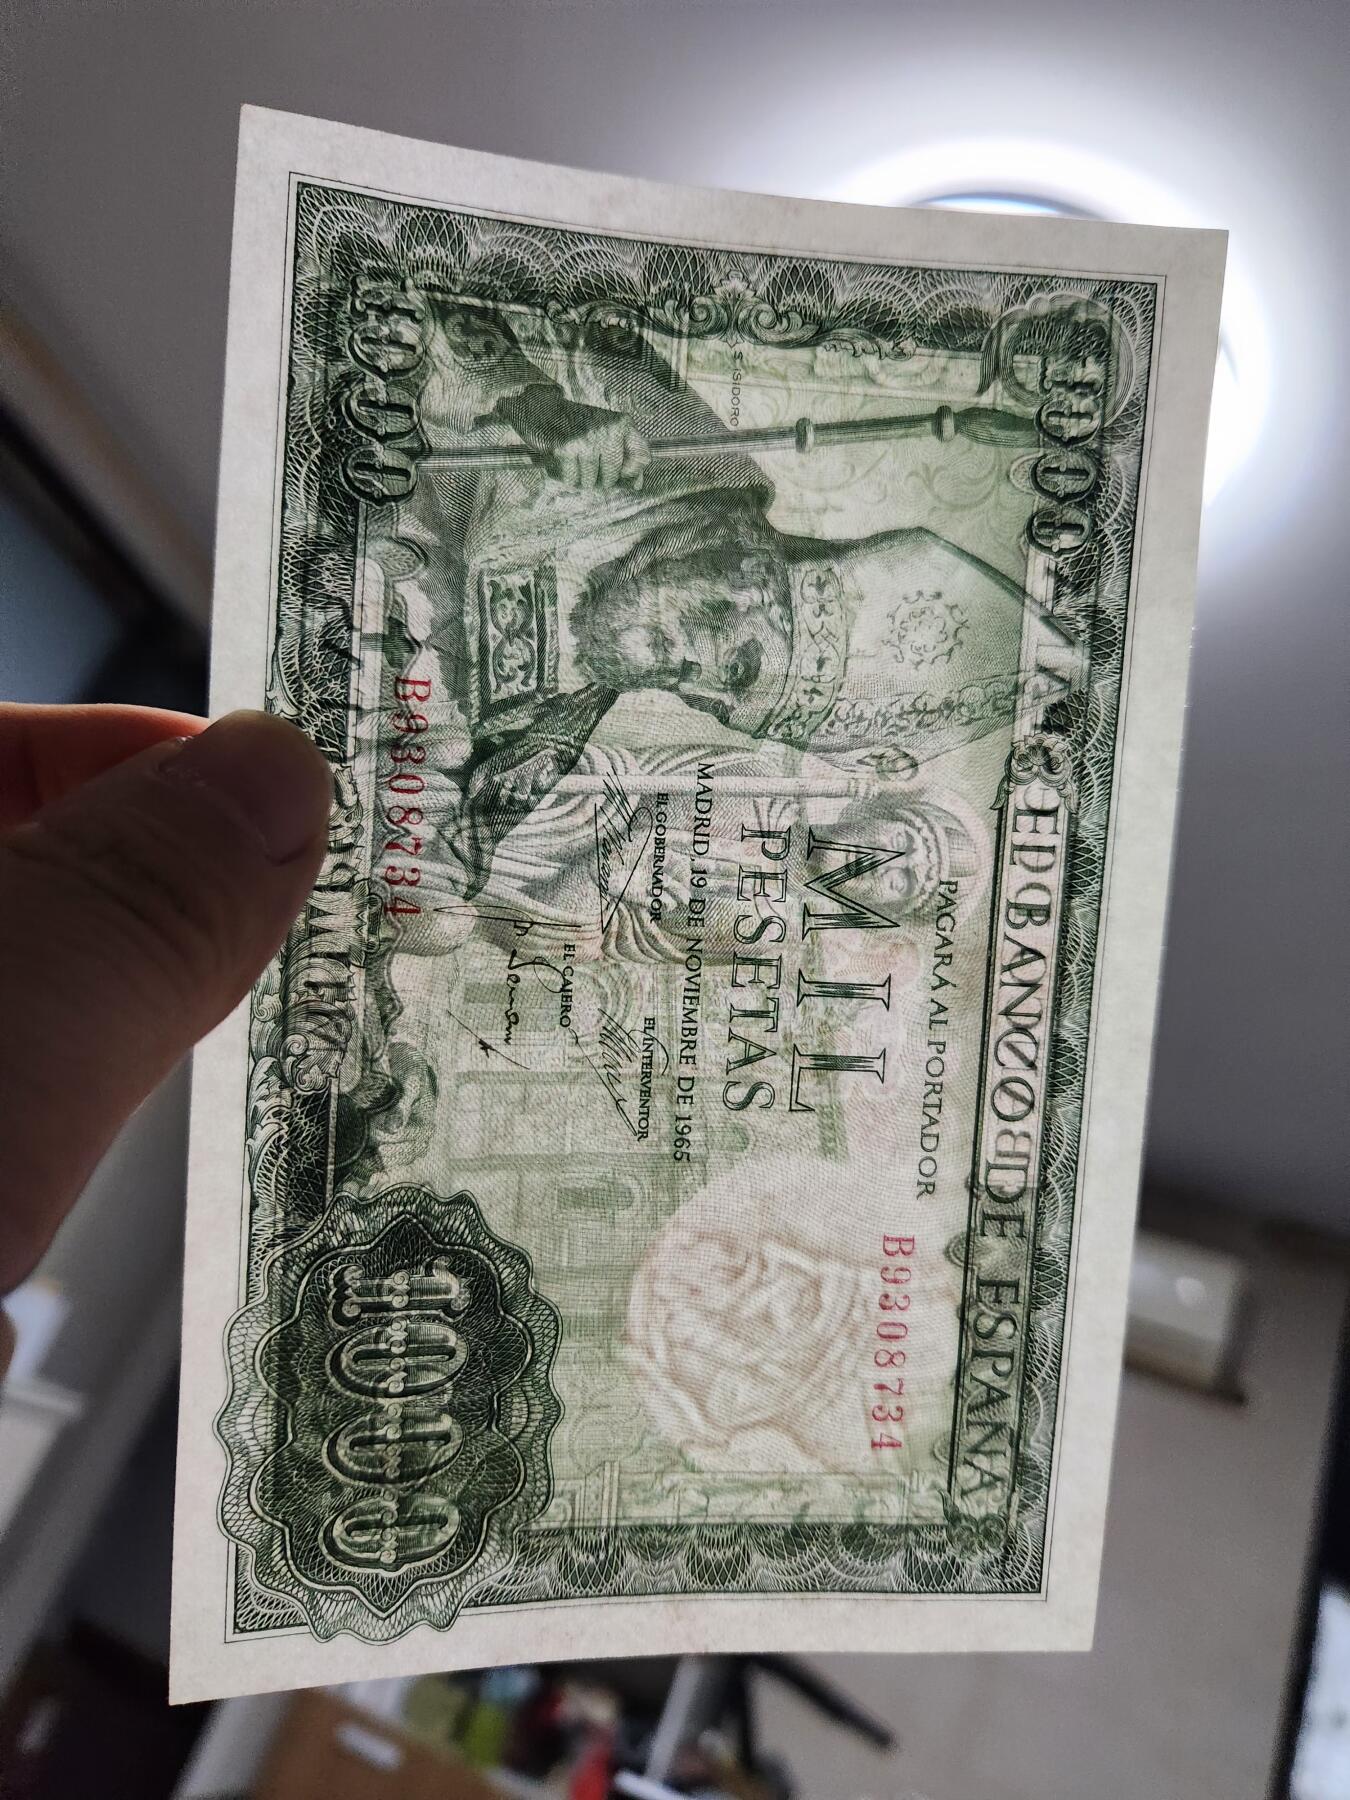 1000
EL BANCO DE ESPAÑA
PAGARÁ AL PORTADOR
B9308734
MIL
PESETAS
MADRID, 19 DE NOVIEMBRE DE 1965
EL GOBERNADOR
EL INTERVENTOR
EL CAJERO
S. ISIDORO
B9308734
1000
1000